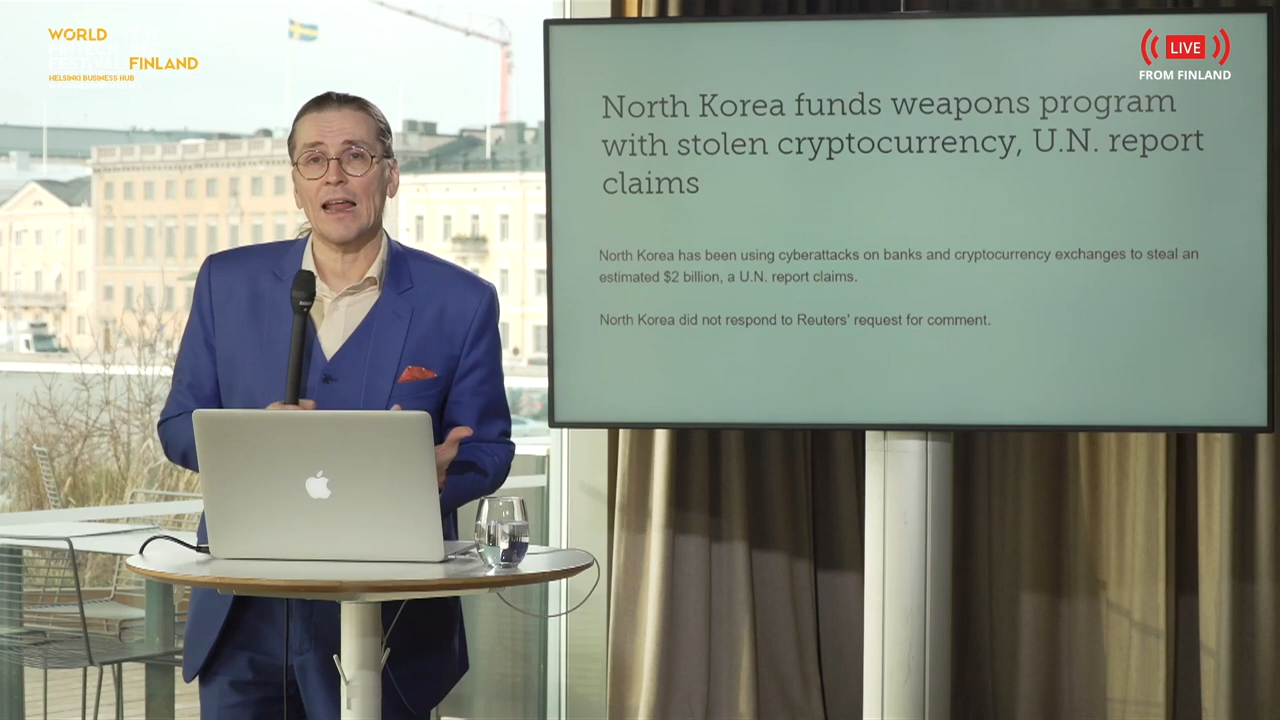 WORLD
FINTECH
FESTIVAL
FINLAND
HELSINKI BUSINESS HUB
LIVE
FROM FINLAND
North Korea funds weapons program
with stolen cryptocurrency, U.N. report
claims
North Korea has been using cyberattacks on banks and cryptocurrency exchanges to steal an
estimated $2 billion, a U.N. report claims.
North Korea did not respond to Reuters' request for comment.